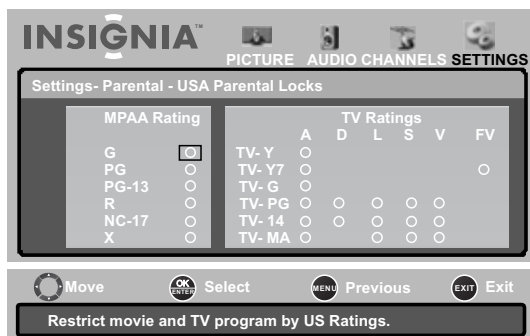 INSIGNIA™
PICTURE AUDIO CHANNELS SETTINGS
Settings- Parental - USA Parental Locks
MPAA Rating
G
PG
PG-13
R
NC-17
X
TV Ratings
A D L S V FV
TV- Y
TV- Y7
TV- G
TV- PG
TV- 14
TV- MA
Move OK ENTER Select MENU Previous EXIT Exit
Restrict movie and TV program by US Ratings.